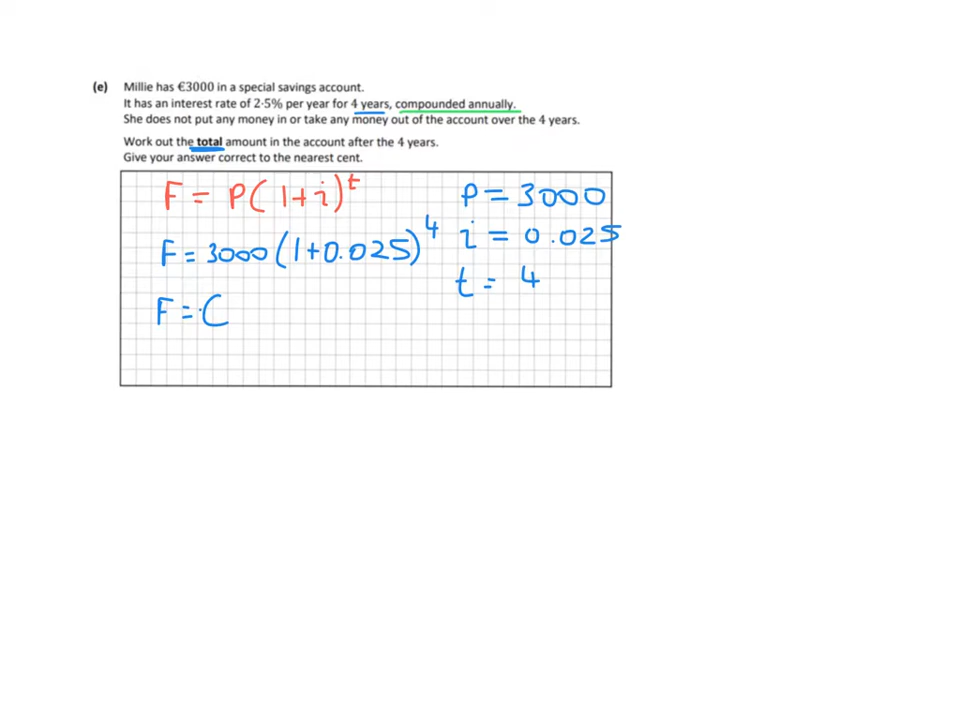 (e) Millie has €3000 in a special savings account.
It has an interest rate of 2·5% per year for 4 years, compounded annually.
She does not put any money in or take any money out of the account over the 4 years.
Work out the total amount in the account after the 4 years.
Give your answer correct to the nearest cent.
F = P(1+i)^t
P = 3000
F = 3000(1+0.025)^4
i = 0.025
t = 4
F = C